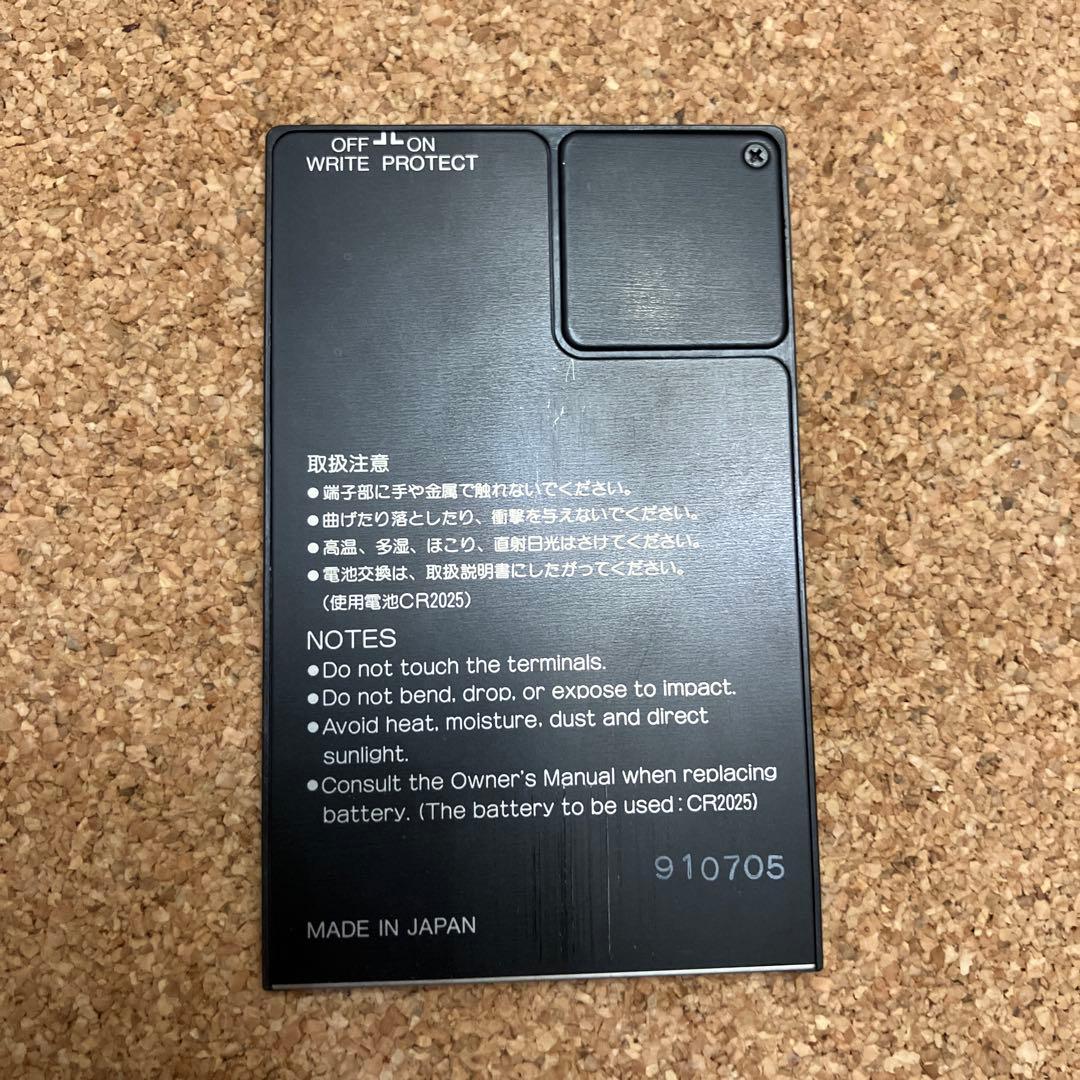 OFF ON
WRITE PROTECT
取扱注意
●端子部に手や金属で触れないでください。
●曲げたり落としたり、衝撃を与えないでください。
●高温、多湿、ほこり、直射日光はさけてください。
●電池交換は、取扱説明書にしたがってください。
(使用電池CR2025)
NOTES
●Do not touch the terminals.
●Do not bend, drop, or expose to impact.
●Avoid heat, moisture, dust and direct
sunlight.
●Consult the Owner's Manual when replacing
battery. (The battery to be used : CR2025)
910705
MADE IN JAPAN